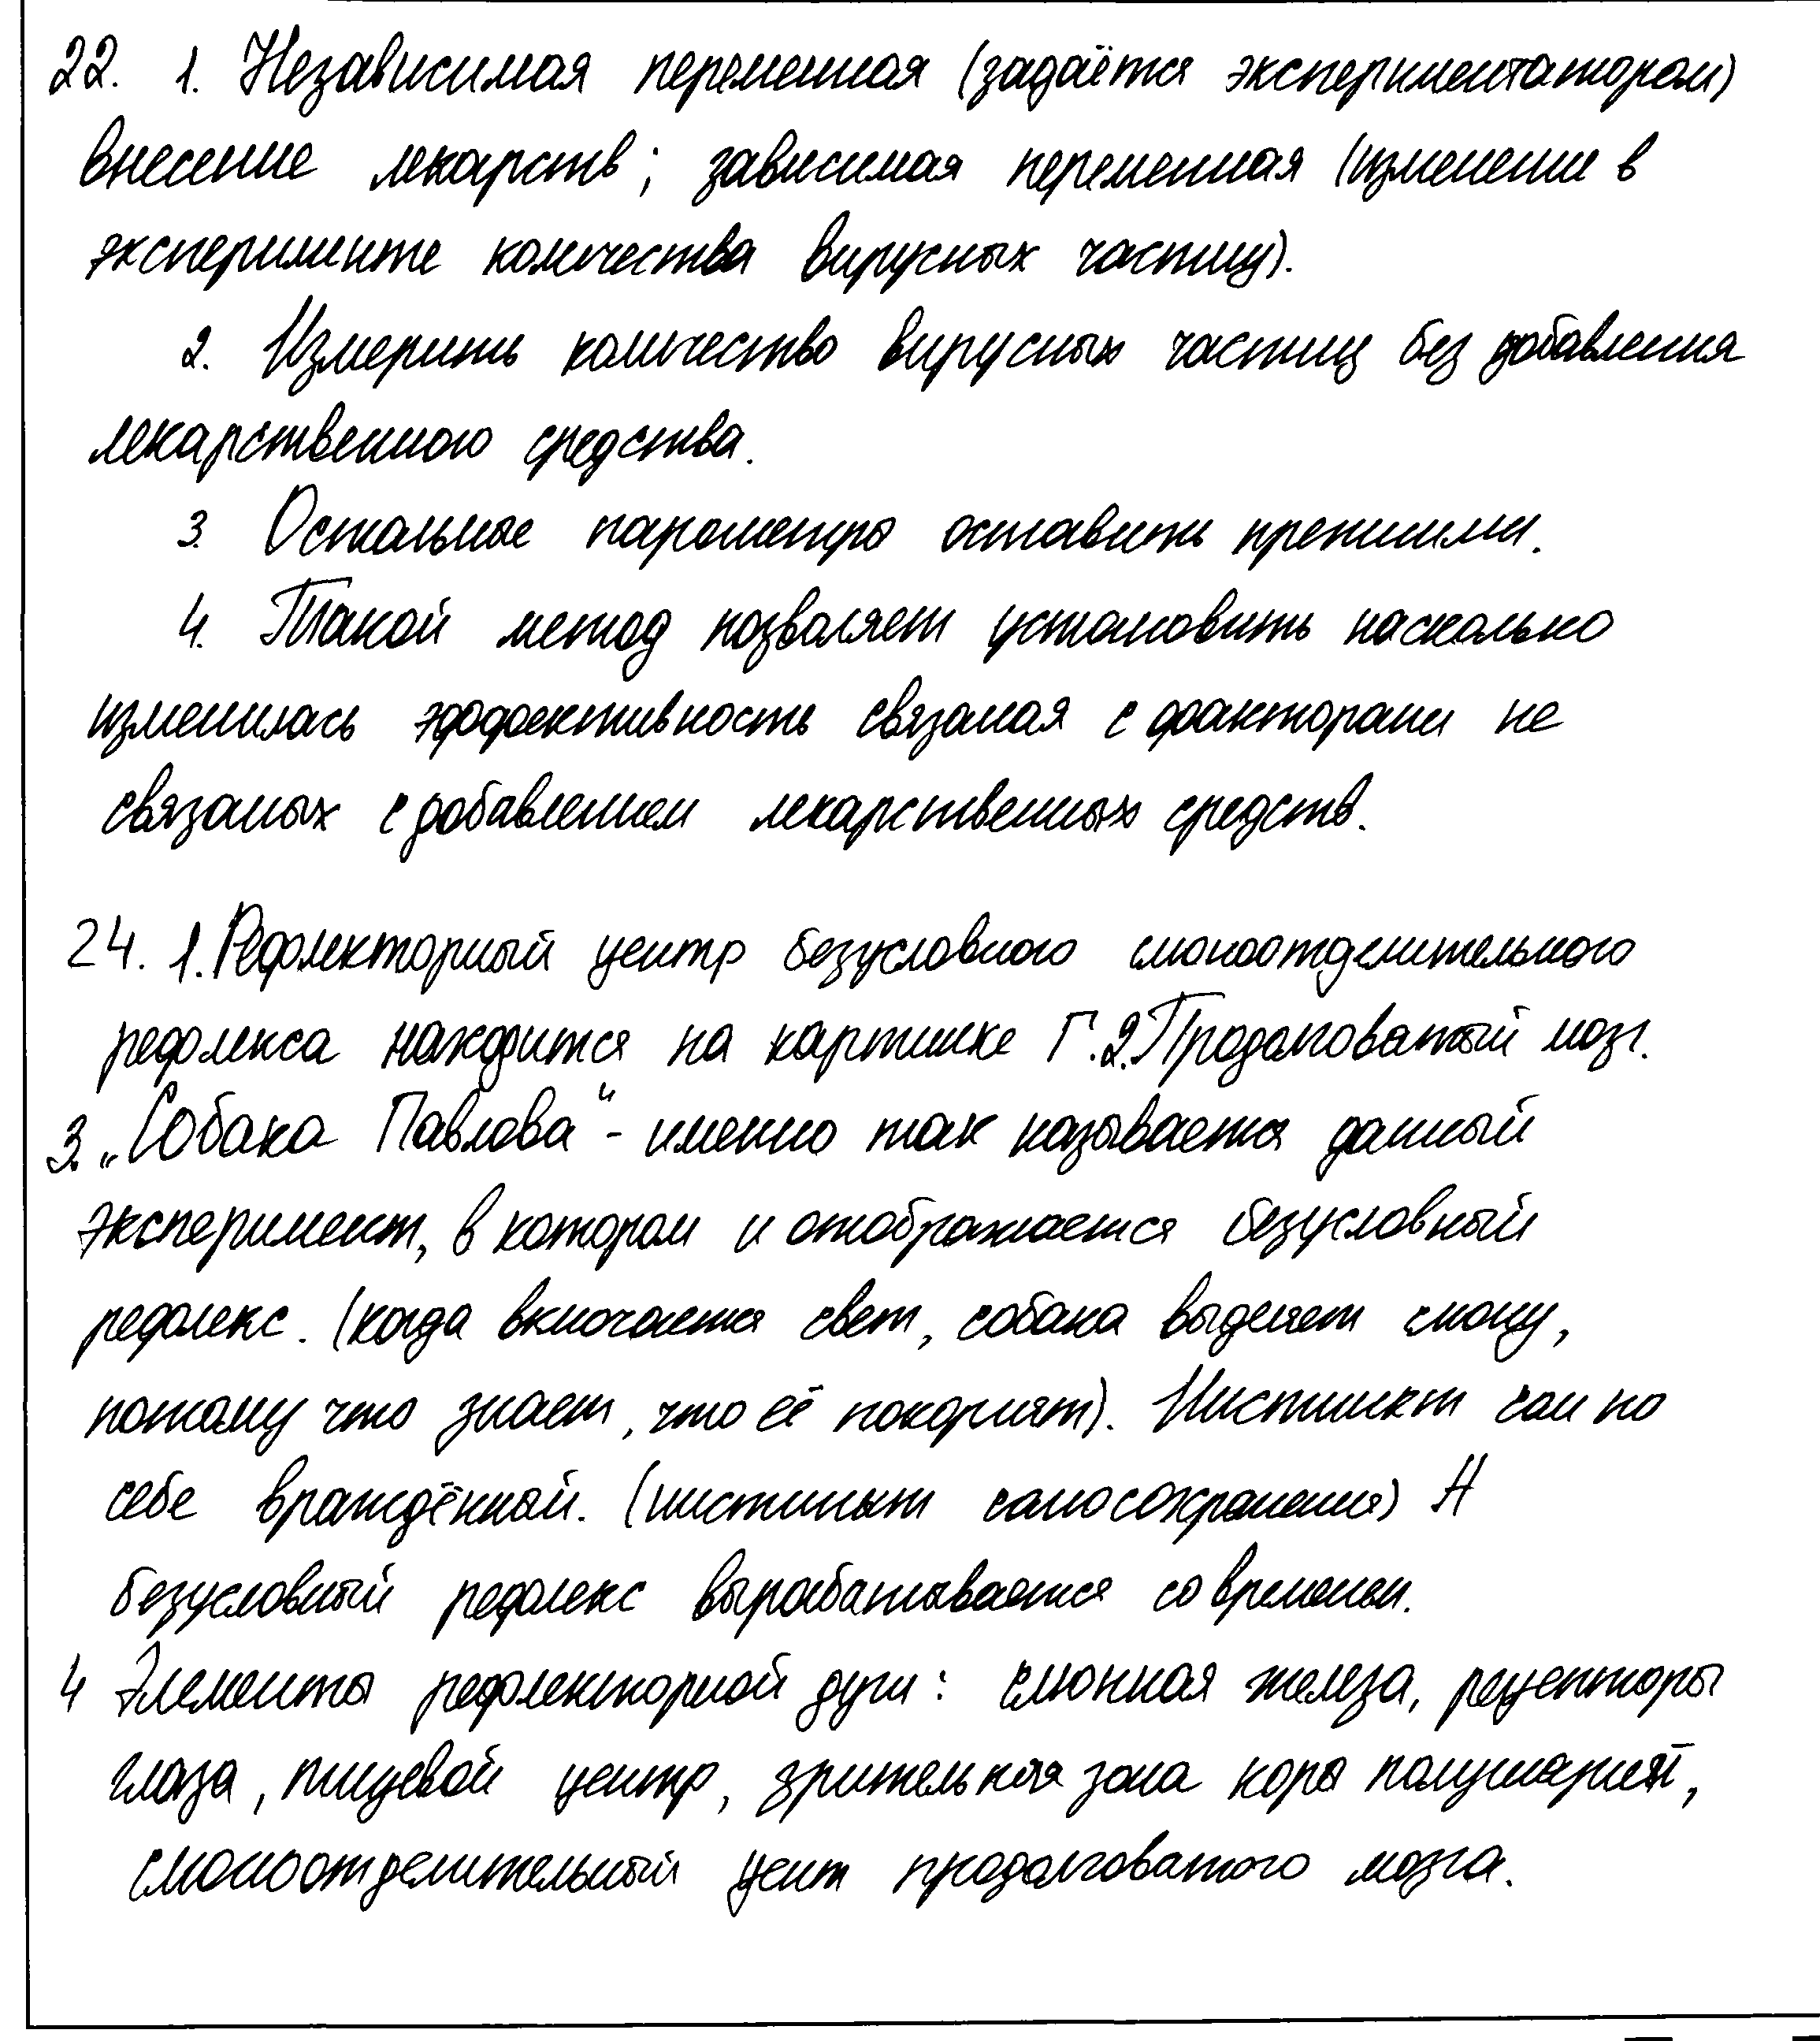 22. 1. Независимая переменная (задаётся экспериментатором)
внесение лекарств; зависимая переменная (изменение в
эксперименте количества вирусных частиц).
2. Измерить количество вирусных частиц без добавления
лекарственного средства.
3. Остальные параметры оставить прежними.
4. Такой метод позволяет установить насколько
изменилась эффективность связаная с факторами не
связаных с добавлением лекарственных средств.
24. 1. Рефлекторный центр безусловного слюноотделительного
рефлекса находится на картинке Г. 2. Продолговатый мозг.
3. „Собака Павлова“ - именно так называется данный
эксперимент, в котором и отображается безусловный
рефлекс. (когда включается свет, собака выделяет слюну,
потому что знает, что её покормят). Инстинкт сам по
себе враждённый. (инстинкт самосохранения) А
безусловный рефлекс вырабатывается со временем.
4 Элементы рефлекторной дуги: слюнная железа, рецепторы
глаза, пищевой центр, зрительная зона коры полушарий,
слюноотделительный цент продолговатого мозга.